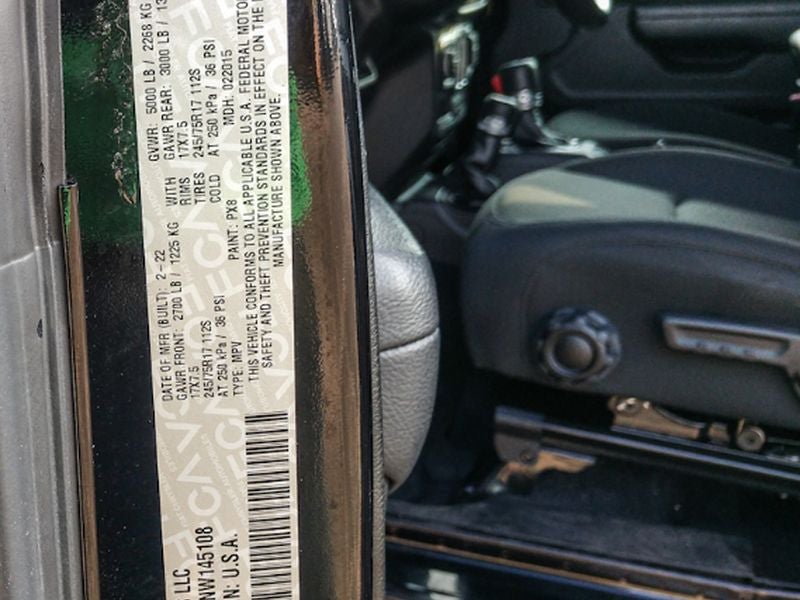 LLC
DATE OF MFR (BUILT): 2-22 GVWR: 5000 LB / 2268 KG
GAWR FRONT: 2700 LB / 1225 KG WITH GAWR REAR: 3000 LB /
17X7.5 RIMS 17X7.5
245/75R17 112S TIRES 245/75R17 112S
AT 250 kPa / 36 PSI COLD AT 250 kPa / 36 PSI
NW145108 TYPE: MPV PAINT: PX8 MDH: 022015
THIS VEHICLE CONFORMS TO ALL APPLICABLE U.S.A. FEDERAL MOTOR
SAFETY AND THEFT PREVENTION STANDARDS IN EFFECT ON THE
MANUFACTURE SHOWN ABOVE.
N: U.S.A.